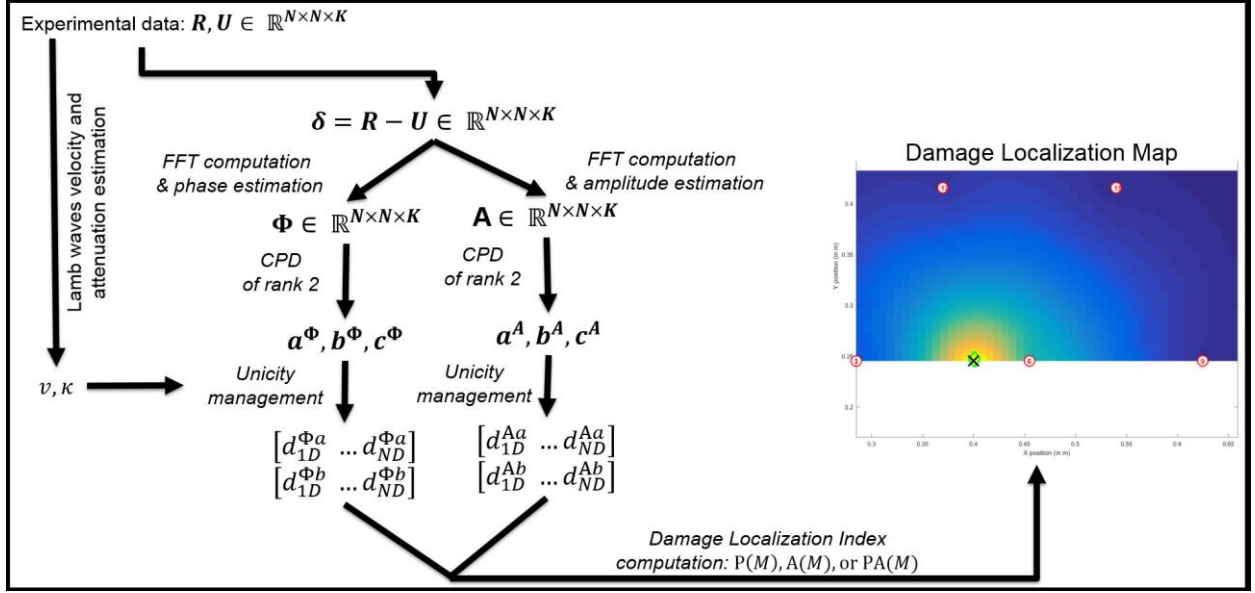 Experimental data: R, U ∈ ℝ^{N×N×K}
Lamb waves velocity and
attenuation estimation
δ = R − U ∈ ℝ^{N×N×K}
FFT computation
& phase estimation
FFT computation
& amplitude estimation
Φ ∈ ℝ^{N×N×K}
A ∈ ℝ^{N×N×K}
CPD
of rank 2
CPD
of rank 2
a^Φ, b^Φ, c^Φ
a^A, b^A, c^A
v, κ
Unicity
management
Unicity
management
[d_{1D}^{Φa} … d_{ND}^{Φa}]
[d_{1D}^{Φb} … d_{ND}^{Φb}]
[d_{1D}^{Aa} … d_{ND}^{Aa}]
[d_{1D}^{Ab} … d_{ND}^{Ab}]
Damage Localization Index
computation: P(M), A(M), or PA(M)
Damage Localization Map
Y position (in m)
0.4
0.35
0.3
0.25
0.2
3
6
9
0.3 0.35 0.4 0.45 0.5 0.55 0.6 0.65
X position (in m)